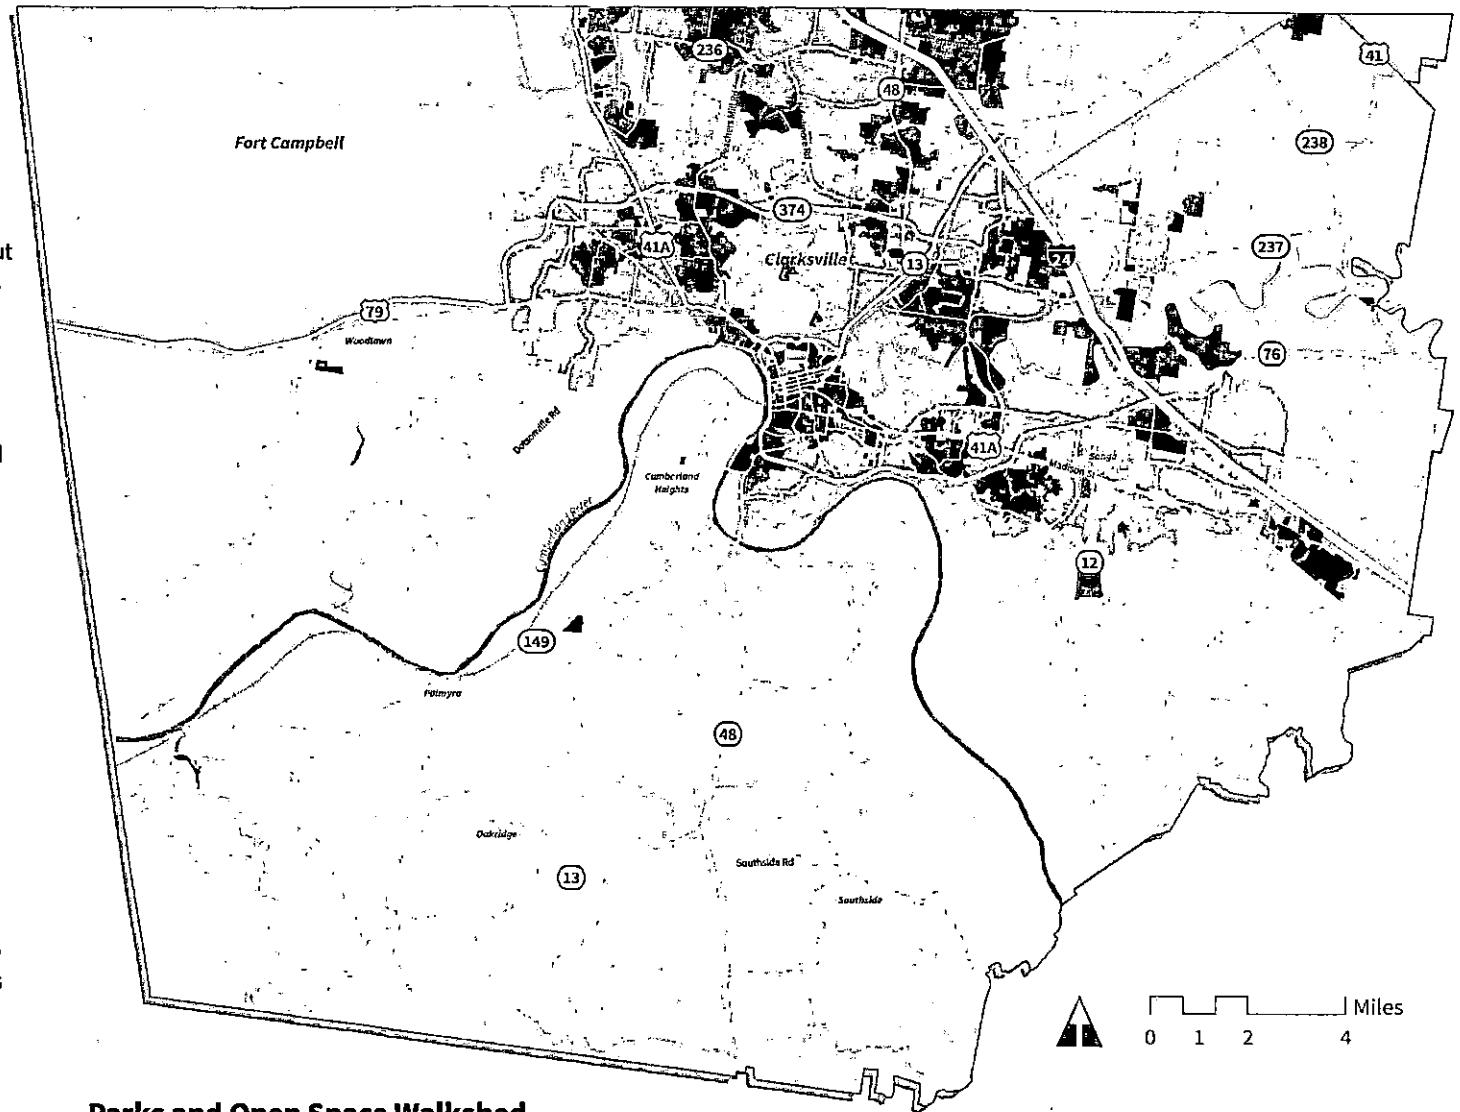 236
41
48
Fort Campbell
238
374
41A
Clarksville
13
24
237
79
Woodlawn
76
Dotsonville Rd
41A
Sango
Madison St
Cumberland
Heights
Cumberland River
12
149
Palmyra
48
Oakridge
Southside Rd
13
Southside
Miles
0 1 2 4
Parks and Open Space Walkshed